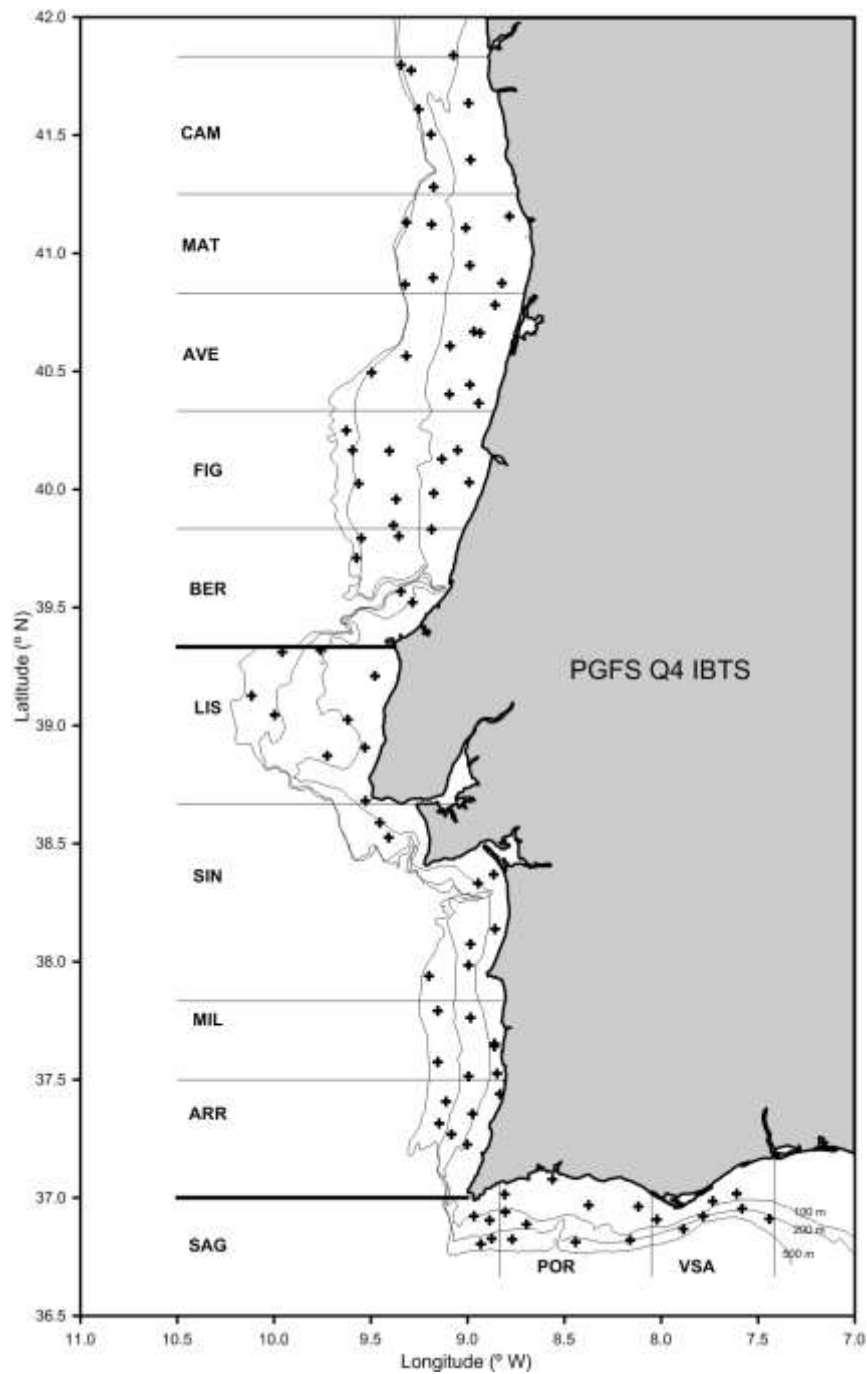 42.0
CAM
41.5
MAT
41.0
AVE
40.5
FIG
40.0
BER
39.5
PGFS Q4 IBTS
LIS
39.0
Latitude (º N)
38.5
SIN
38.0
MIL
37.5
ARR
37.0
100 m
200 m
500 m
SAG
POR
VSA
36.5
11.0 10.5 10.0 9.5 9.0 8.5 8.0 7.5 7.0
Longitude (º W)